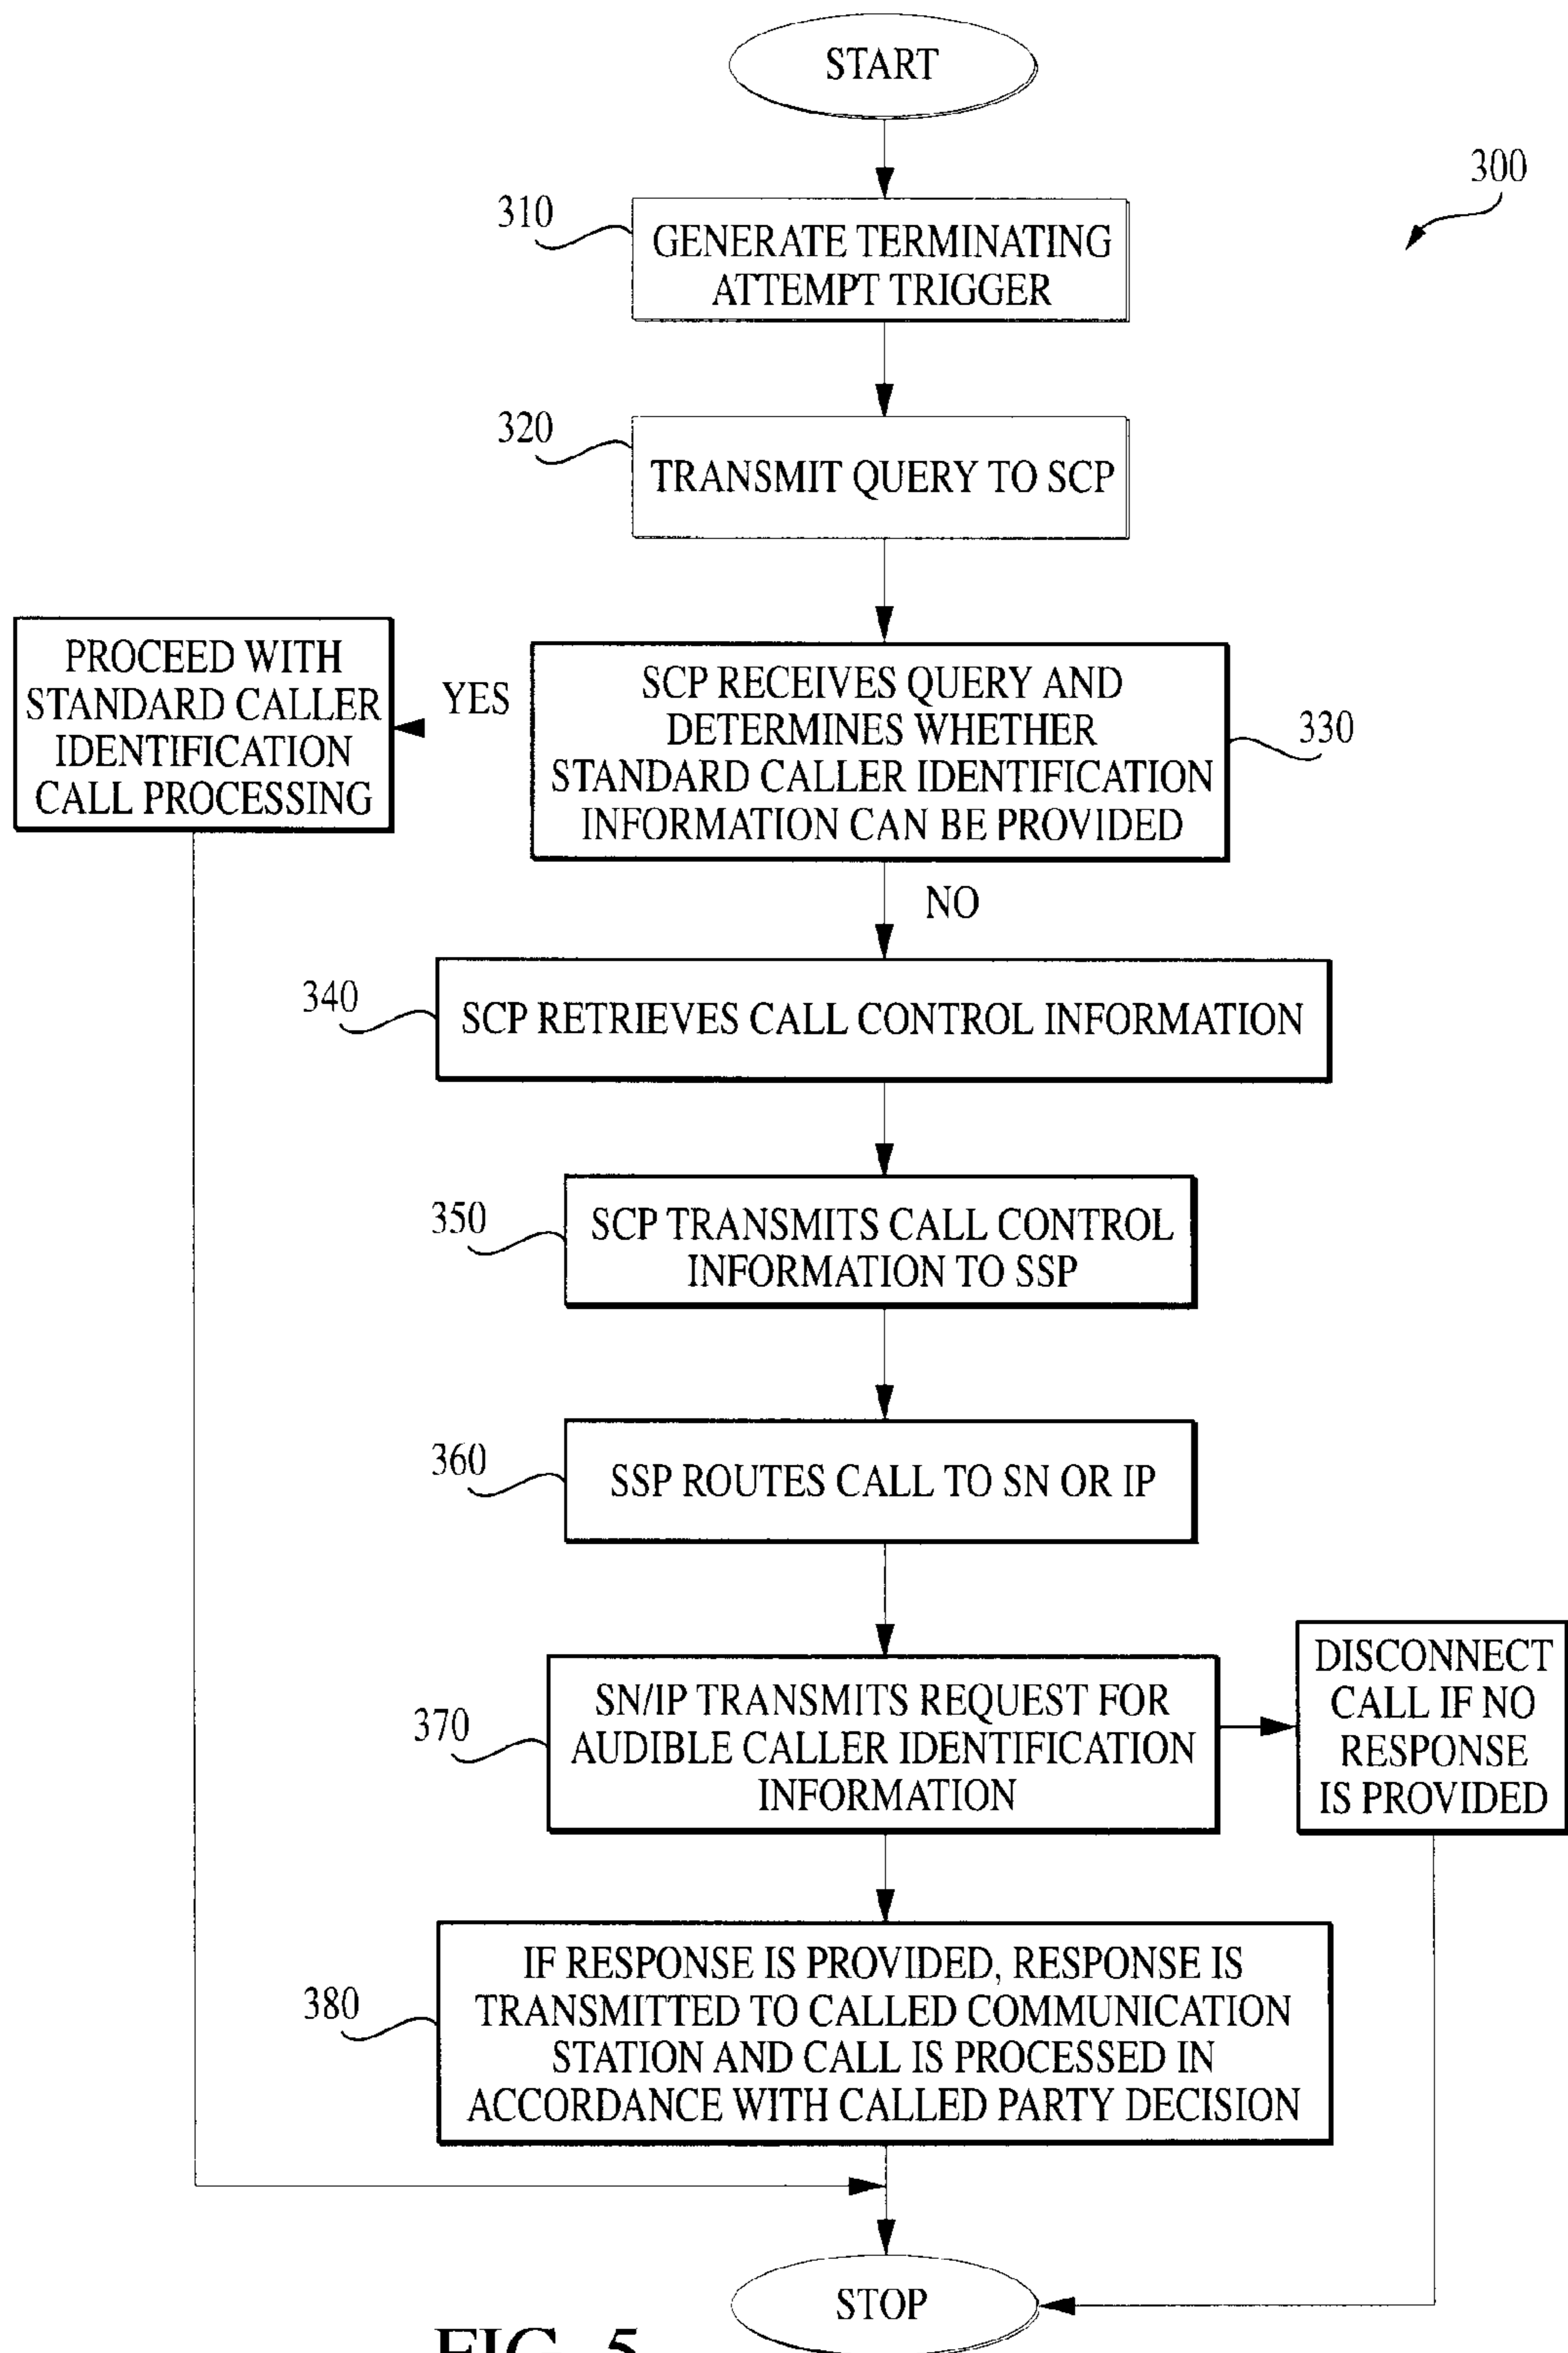 START
300
310
GENERATE TERMINATING
ATTEMPT TRIGGER
320
TRANSMIT QUERY TO SCP
PROCEED WITH
STANDARD CALLER
IDENTIFICATION
CALL PROCESSING
YES
SCP RECEIVES QUERY AND
DETERMINES WHETHER
STANDARD CALLER IDENTIFICATION
INFORMATION CAN BE PROVIDED
330
NO
340
SCP RETRIEVES CALL CONTROL INFORMATION
350
SCP TRANSMITS CALL CONTROL
INFORMATION TO SSP
360
SSP ROUTES CALL TO SN OR IP
370
SN/IP TRANSMITS REQUEST FOR
AUDIBLE CALLER IDENTIFICATION
INFORMATION
DISCONNECT
CALL IF NO
RESPONSE
IS PROVIDED
380
IF RESPONSE IS PROVIDED, RESPONSE IS
TRANSMITTED TO CALLED COMMUNICATION
STATION AND CALL IS PROCESSED IN
ACCORDANCE WITH CALLED PARTY DECISION
STOP
FIG. 5